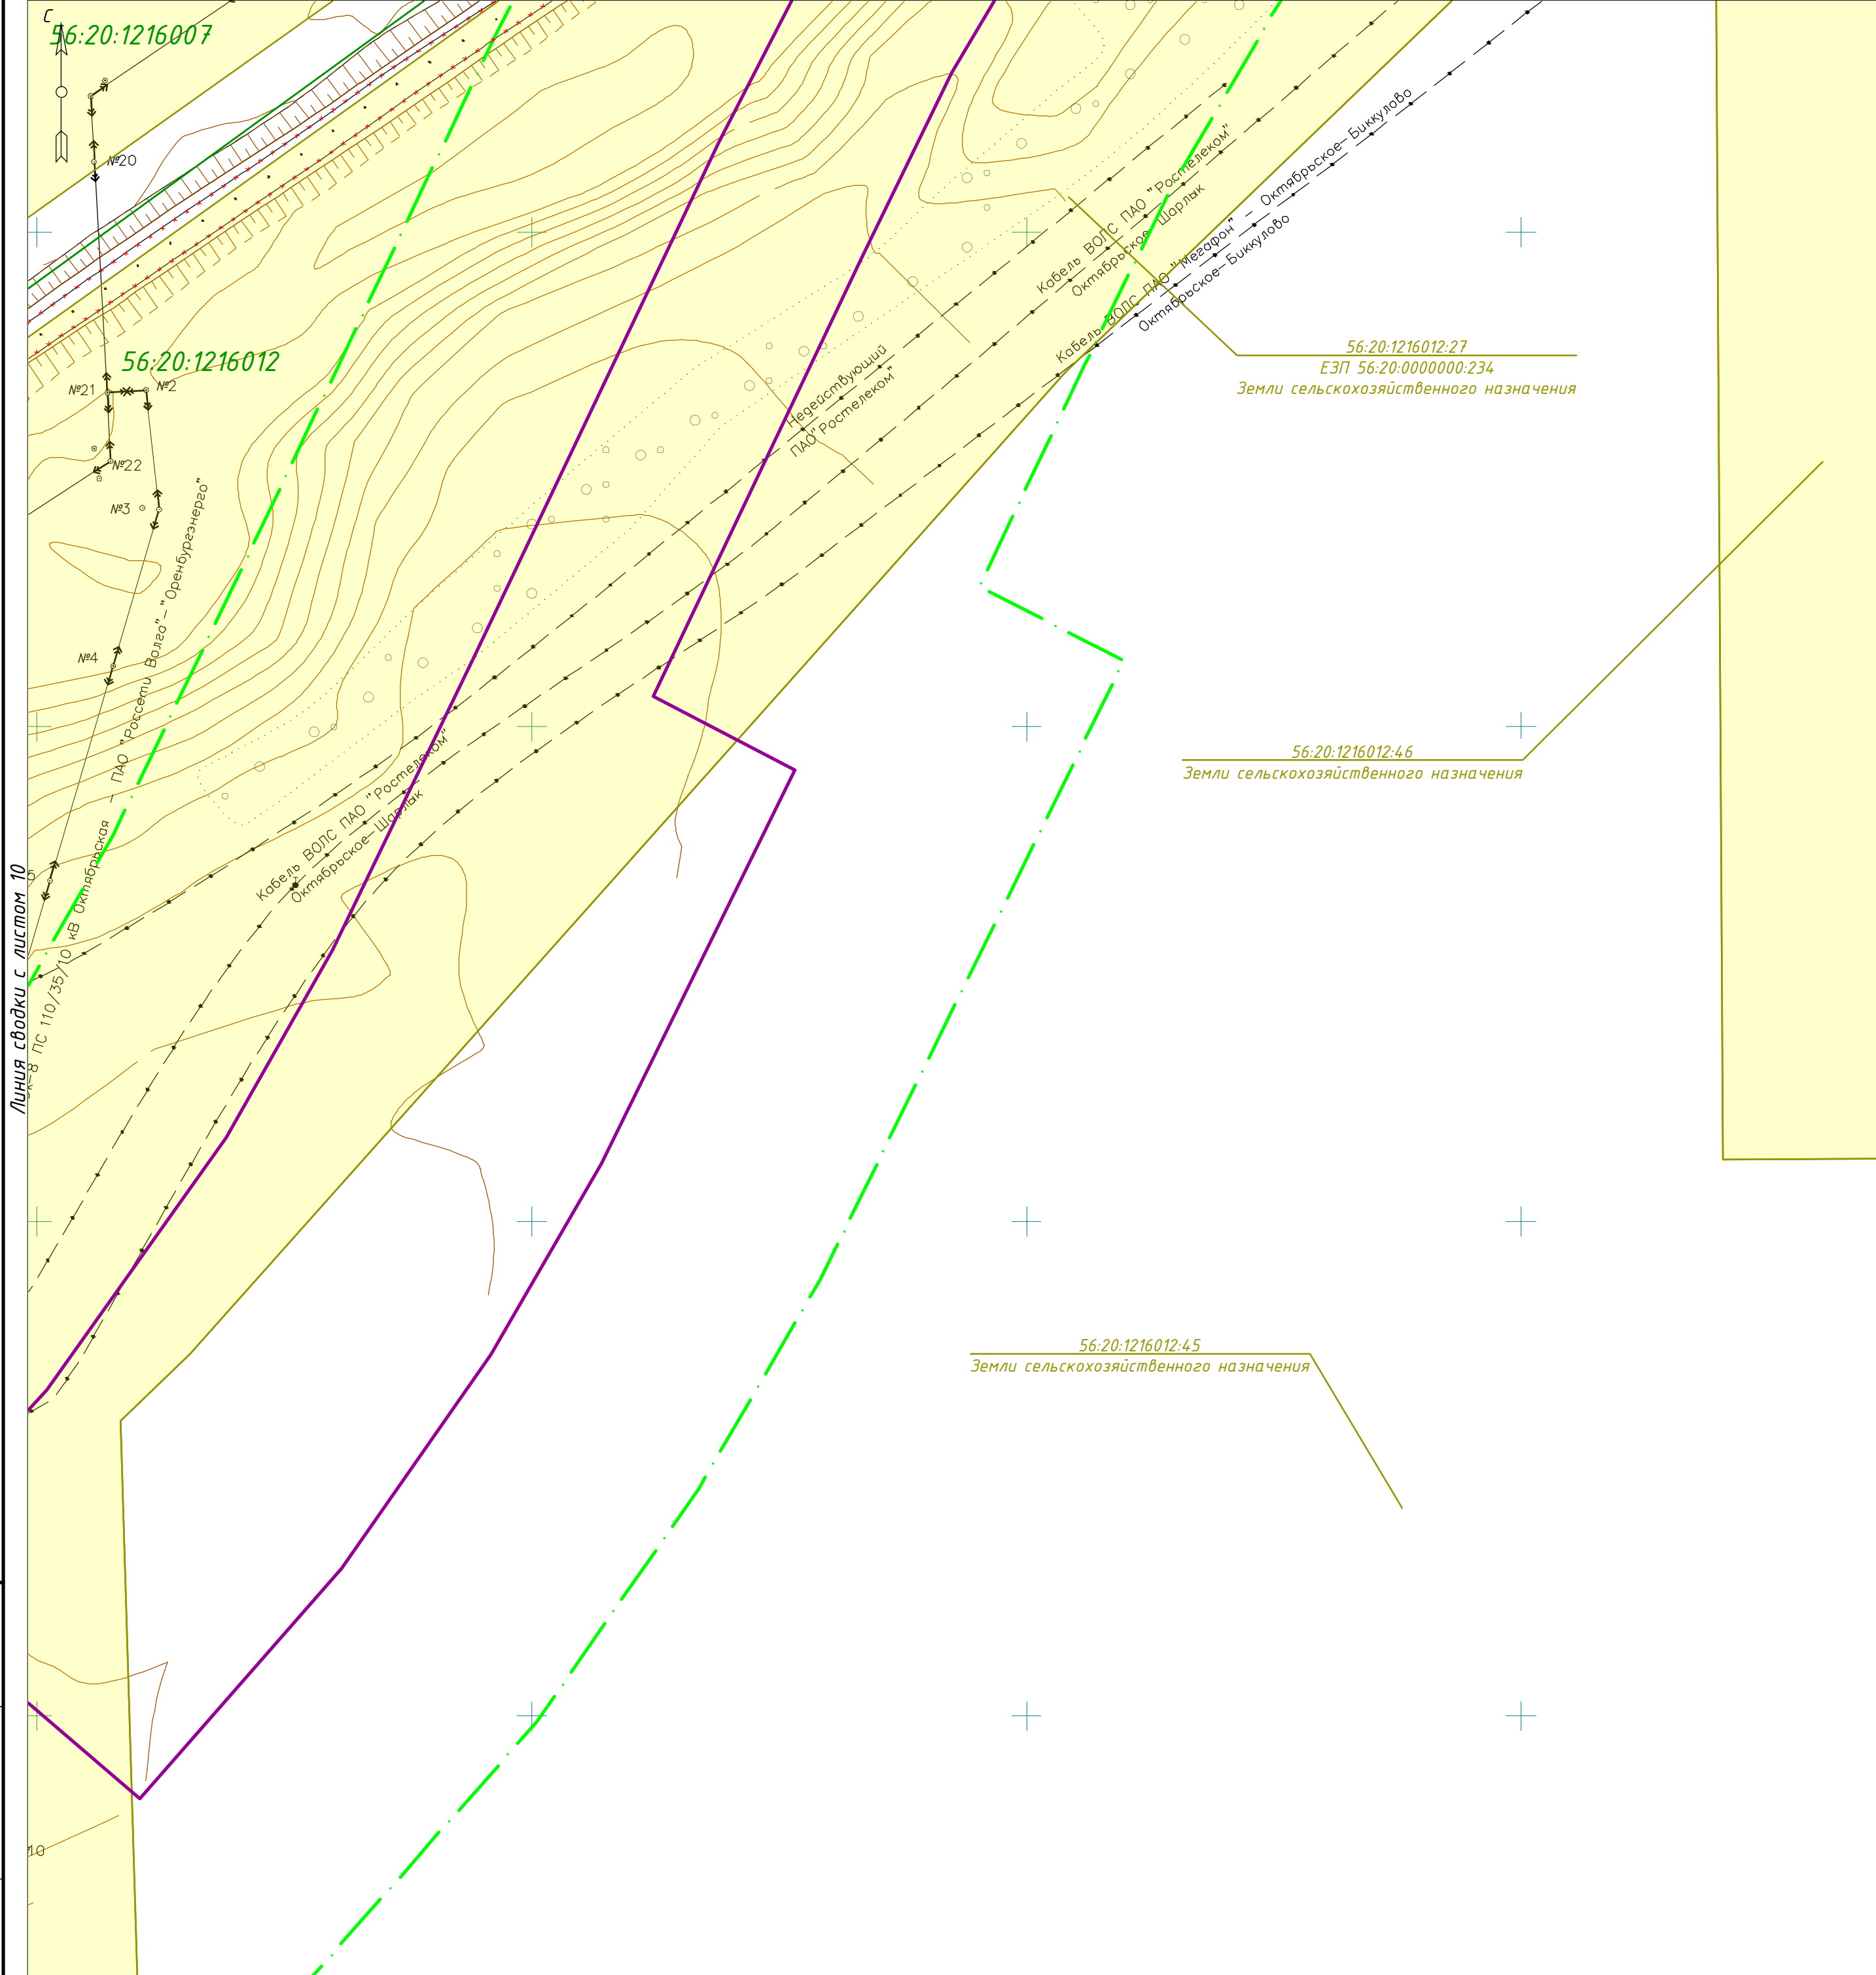 С
56:20:1216007
№20
Кабель ВОЛС ПАО "Ростелеком"
Октябрьское Шарлык
Кабель ВОЛС ПАО "Мегафон" - Октябрьское-Биккулово
Октябрьское-Биккулово
56:20:1216012
№21
№2
Недействующий
ПАО"Ростелеком"
56:20:1216012:27
ЕЗП 56:20:0000000:234
Земли сельскохозяйственного назначения
№22
№3
№4
56:20:1216012:46
Земли сельскохозяйственного назначения
Кабель ВОЛС ПАО "Ростелеком"
Октябрьское Шарлык
5
ПС 110/35/10 кВ Октябрьская - ПАО "Россети Волга"-"Оренбургэнерго"
Линия сводки с листом 10
56:20:1216012:45
Земли сельскохозяйственного назначения